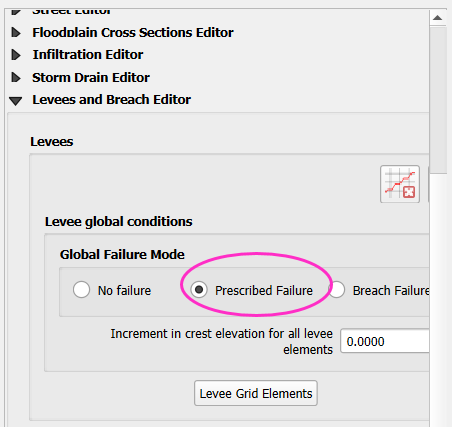 Street Editor
Floodplain Cross Sections Editor
Infiltration Editor
Storm Drain Editor
Levees and Breach Editor
Levees
Levee global conditions
Global Failure Mode
No failure Prescribed Failure Breach Failure
Increment in crest elevation for all levee
elements
0.0000
Levee Grid Elements